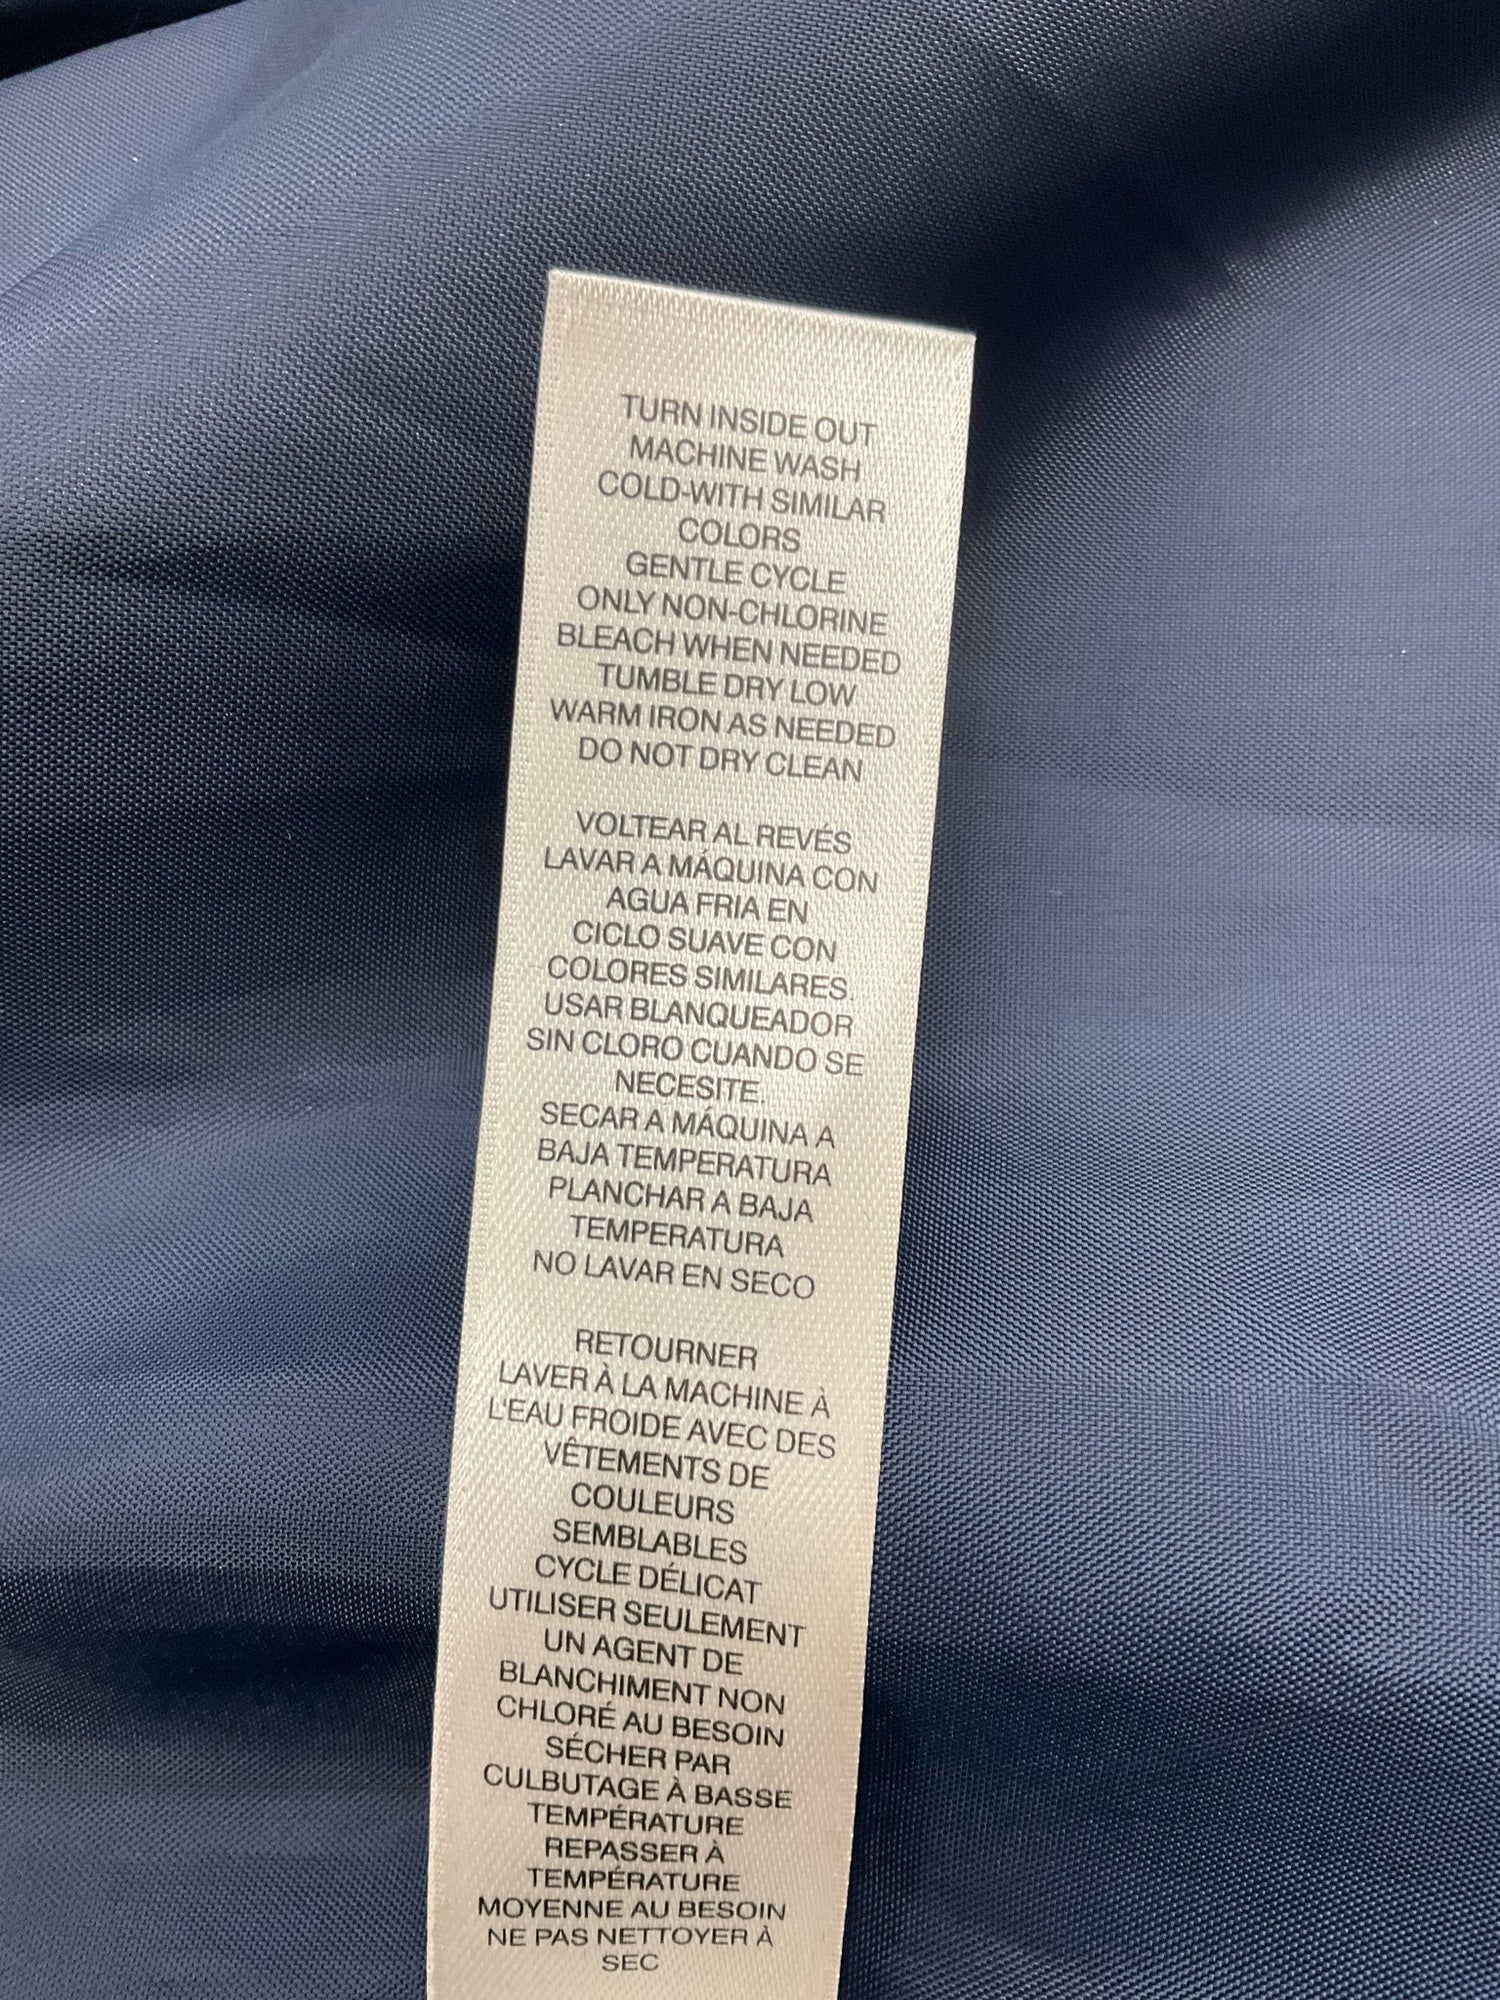 TURN INSIDE OUT
MACHINE WASH
COLD-WITH SIMILAR
COLORS
GENTLE CYCLE
ONLY NON-CHLORINE
BLEACH WHEN NEEDED
TUMBLE DRY LOW
WARM IRON AS NEEDED
DO NOT DRY CLEAN
VOLTEAR AL REVÉS
LAVAR A MÁQUINA CON
AGUA FRIA EN
CICLO SUAVE CON
COLORES SIMILARES.
USAR BLANQUEADOR
SIN CLORO CUANDO SE
NECESITE.
SECAR A MÁQUINA A
BAJA TEMPERATURA
PLANCHAR A BAJA
TEMPERATURA
NO LAVAR EN SECO
RETOURNER
LAVER À LA MACHINE À
L'EAU FROIDE AVEC DES
VÊTEMENTS DE
COULEURS
SEMBLABLES
CYCLE DÉLICAT
UTILISER SEULEMENT
UN AGENT DE
BLANCHIMENT NON
CHLORÉ AU BESOIN
SÉCHER PAR
CULBUTAGE À BASSE
TEMPÉRATURE
REPASSER À
TEMPÉRATURE
MOYENNE AU BESOIN
NE PAS NETTOYER À
SEC